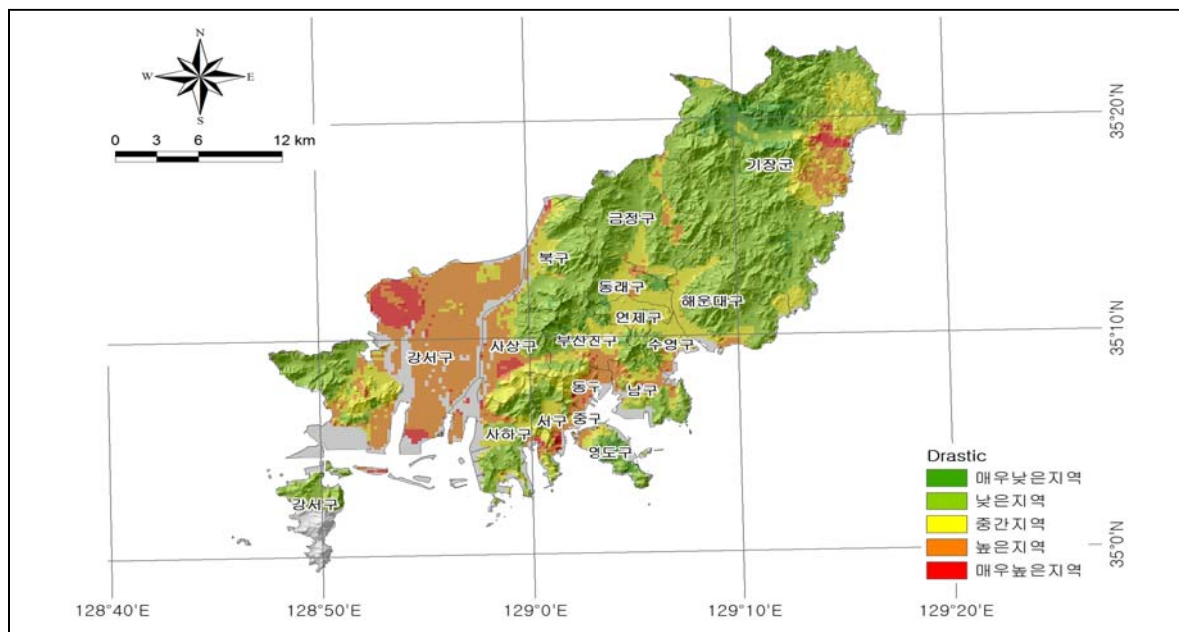 N
W E
S
0 3 6 12 km
35°20'N
기장군
금정구
북구
동래구
해운대구
연제구
35°10'N
부산진구 수영구
사상구
강서구
동구 남구
서구 중구
사하구
영도구
Drastic
매우낮은지역
낮은지역
강서구
중간지역
높은지역
35°0'N
매우높은지역
128°40'E 128°50'E 129°0'E 129°10'E 129°20'E